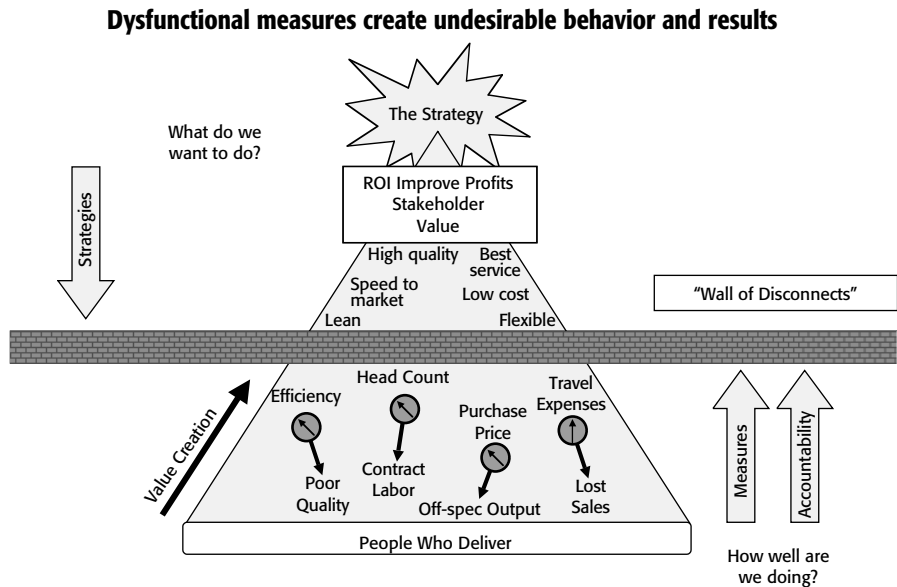 Dysfunctional measures create undesirable behavior and results
The Strategy
What do we
want to do?
ROI Improve Profits
Stakeholder
Value
Strategies
High quality
Best
service
Speed to
market
Low cost
Lean
Flexible
“Wall of Disconnects”
Value Creation
Efficiency
Head Count
Purchase
Price
Travel
Expenses
Poor
Quality
Contract
Labor
Off-spec Output
Lost
Sales
Measures
Accountability
People Who Deliver
How well are
we doing?